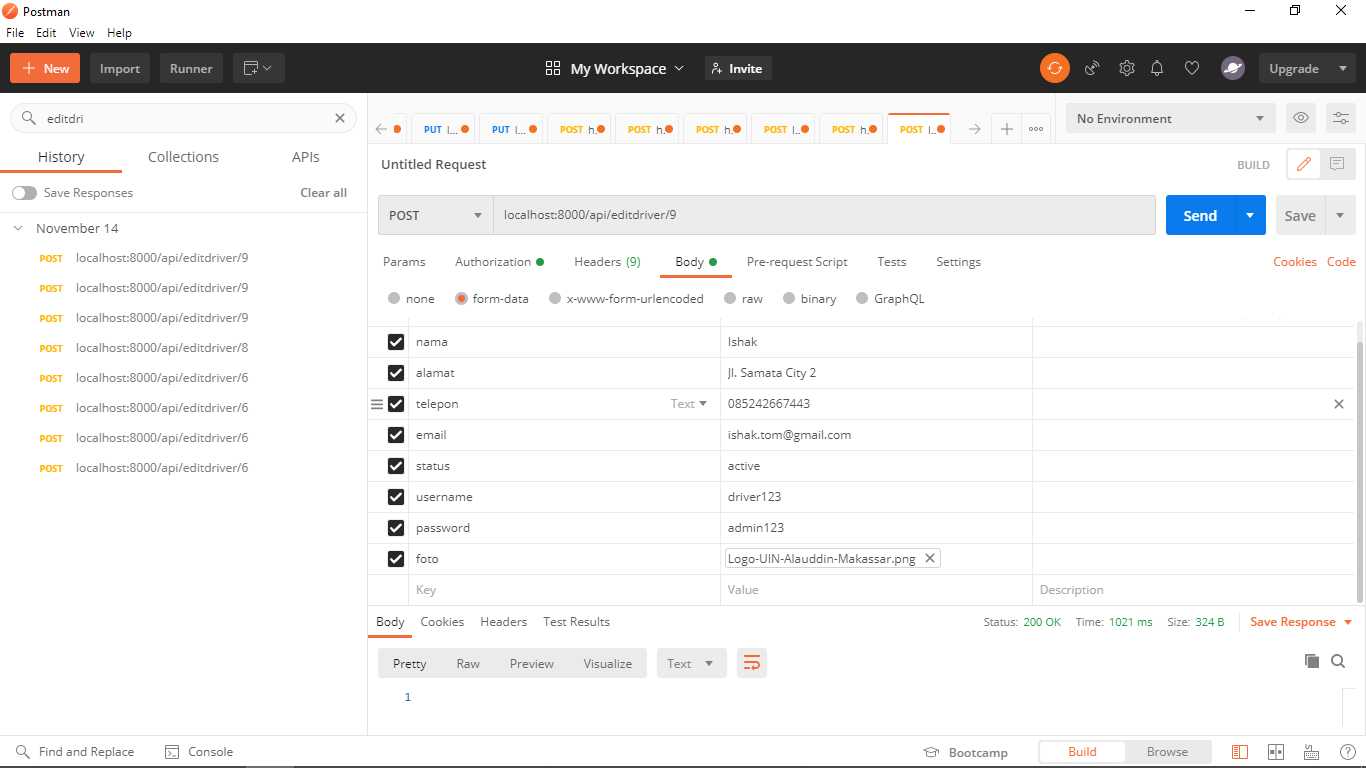 Postman
File Edit View Help
New Import Runner My Workspace Invite Upgrade
editdri
PUT l... PUT l... POST h. POST h.. POST h.. POST l.. POST h.. POST l.. No Environment
History Collections APIs
Untitled Request BUILD
Save Responses Clear all
POST localhost:8000/api/editdriver/9 Send Save
November 14
POST localhost:8000/api/editdriver/9
POST localhost:8000/api/editdriver/9
POST localhost:8000/api/editdriver/9
POST localhost:8000/api/editdriver/8
POST localhost:8000/api/editdriver/6
POST localhost:8000/api/editdriver/6
POST localhost:8000/api/editdriver/6
POST localhost:8000/api/editdriver/6
Params Authorization Headers (9) Body Pre-request Script Tests Settings Cookies Code
none form-data x-www-form-urlencoded raw binary GraphQL
nama Ishak
alamat Jl. Samata City 2
telepon Text 085242667443
email ishak.tom@gmail.com
status active
username driver123
password admin123
foto Logo-UIN-Alauddin-Makassar.png
Key Value Description
Body Cookies Headers Test Results Status: 200 OK Time: 1021 ms Size: 324 B Save Response
Pretty Raw Preview Visualize Text
1
Find and Replace Console Bootcamp Build Browse